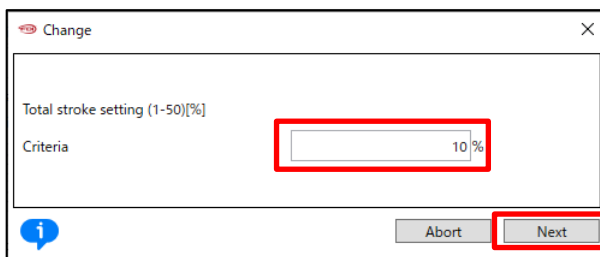 Change
Total stroke setting (1-50)[%]
Criteria
10 %
Abort
Next